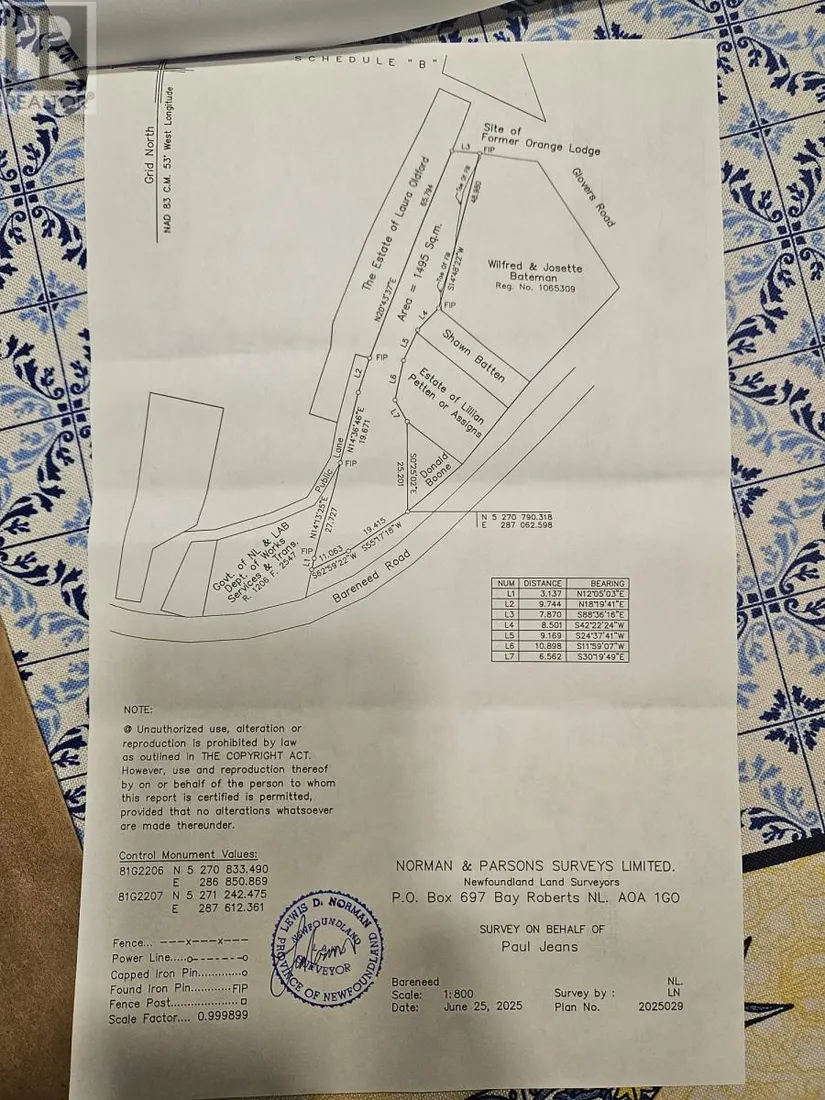 REALTOR®
SCHEDULE "B"
Grid North
NAD 83 C.M. 53° West Longitude
Site of
Former Orange Lodge
L3
FIP
Glovers Road
The Estate of Laura Oldford
65.794
N20°43'37"E
Area = 1495 Sq.m.
Toe Of Fill
48.980
Toe Of Fill
S14°48'22"W
Wilfred & Josette
Bateman
Reg. No. 1065309
FIP
L4
Shawn Batten
L5
FIP
L2
L6
Estate of Lillian
Petten or Assigns
L7
N14°36'46"E
19.671
Public Lane
FIP
S0°25'02"E
25.201
Donald
Boone
N14°13'25"E
27.727
N 5 270 790.318
E 287 062.598
Govt. of NL & LAB
Dept. of Works
Services & Trans.
R. 1206 F. 2547
FIP
L1
11.063
S62°59'22"W
19.415
S55°17'18"W
Bareneed Road
NUM DISTANCE BEARING
L1 3.137 N12°05'03"E
L2 9.744 N18°19'41"E
L3 7.870 S88°36'16"E
L4 8.501 S42°22'24"W
L5 9.169 S24°37'41"W
L6 10.898 S11°59'07"W
L7 6.562 S30°19'49"E
NOTE:
@ Unauthorized use, alteration or
reproduction is prohibited by law
as outlined in THE COPYRIGHT ACT.
However, use and reproduction thereof
by on or behalf of the person to whom
this report is certified is permitted,
provided that no alterations whatsoever
are made thereunder.
Control Monument Values:
81G2206 N 5 270 833.490
E 286 850.869
81G2207 N 5 271 242.475
E 287 612.361
Fence... ---x---x---
Power Line....
Capped Iron Pin.............o
Found Iron Pin..........FIP
Fence Post....................
Scale Factor.... 0.999899
LEWIS D. NORMAN
NEWFOUNDLAND
SURVEYOR
PROVINCE OF NEWFOUNDLAND
NORMAN & PARSONS SURVEYS LIMITED.
Newfoundland Land Surveyors
P.O. Box 697 Bay Roberts NL. A0A 1G0
SURVEY ON BEHALF OF
Paul Jeans
Bareneed NL.
Scale: 1:800 Survey by : LN
Date: June 25, 2025 Plan No. 2025029